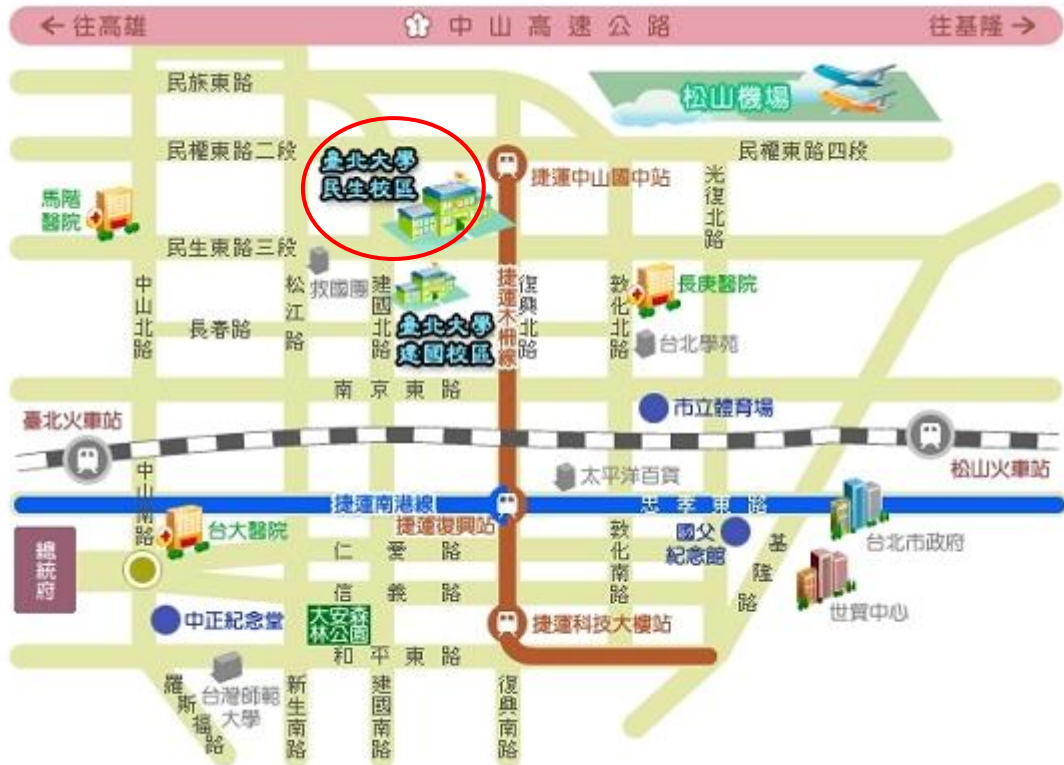 ←往高雄
1
中山高速公路
往基隆→
民族東路
松山機場
民權東路二段
民權東路四段
臺北大學
民生校區
捷運中山國中站
光復北路
馬階
醫院
民生東路三段
救國團
中山北路
松江路
建國北路
捷運木柵線
復興北路
敦化北路
長庚醫院
長春路
臺北大學
建國校區
台北學苑
南京東路
市立體育場
臺北火車站
松山火車站
太平洋百貨
中山南路
捷運南港線
忠孝東路
捷運復興站
台大醫院
國父
紀念館
台北市政府
總統府
仁愛路
敦化南路
基隆路
信義路
世貿中心
中正紀念堂
大安森
林公園
捷運科技大樓站
和平東路
羅斯福路
台灣師範
大學
新生南路
建國南路
復興南路